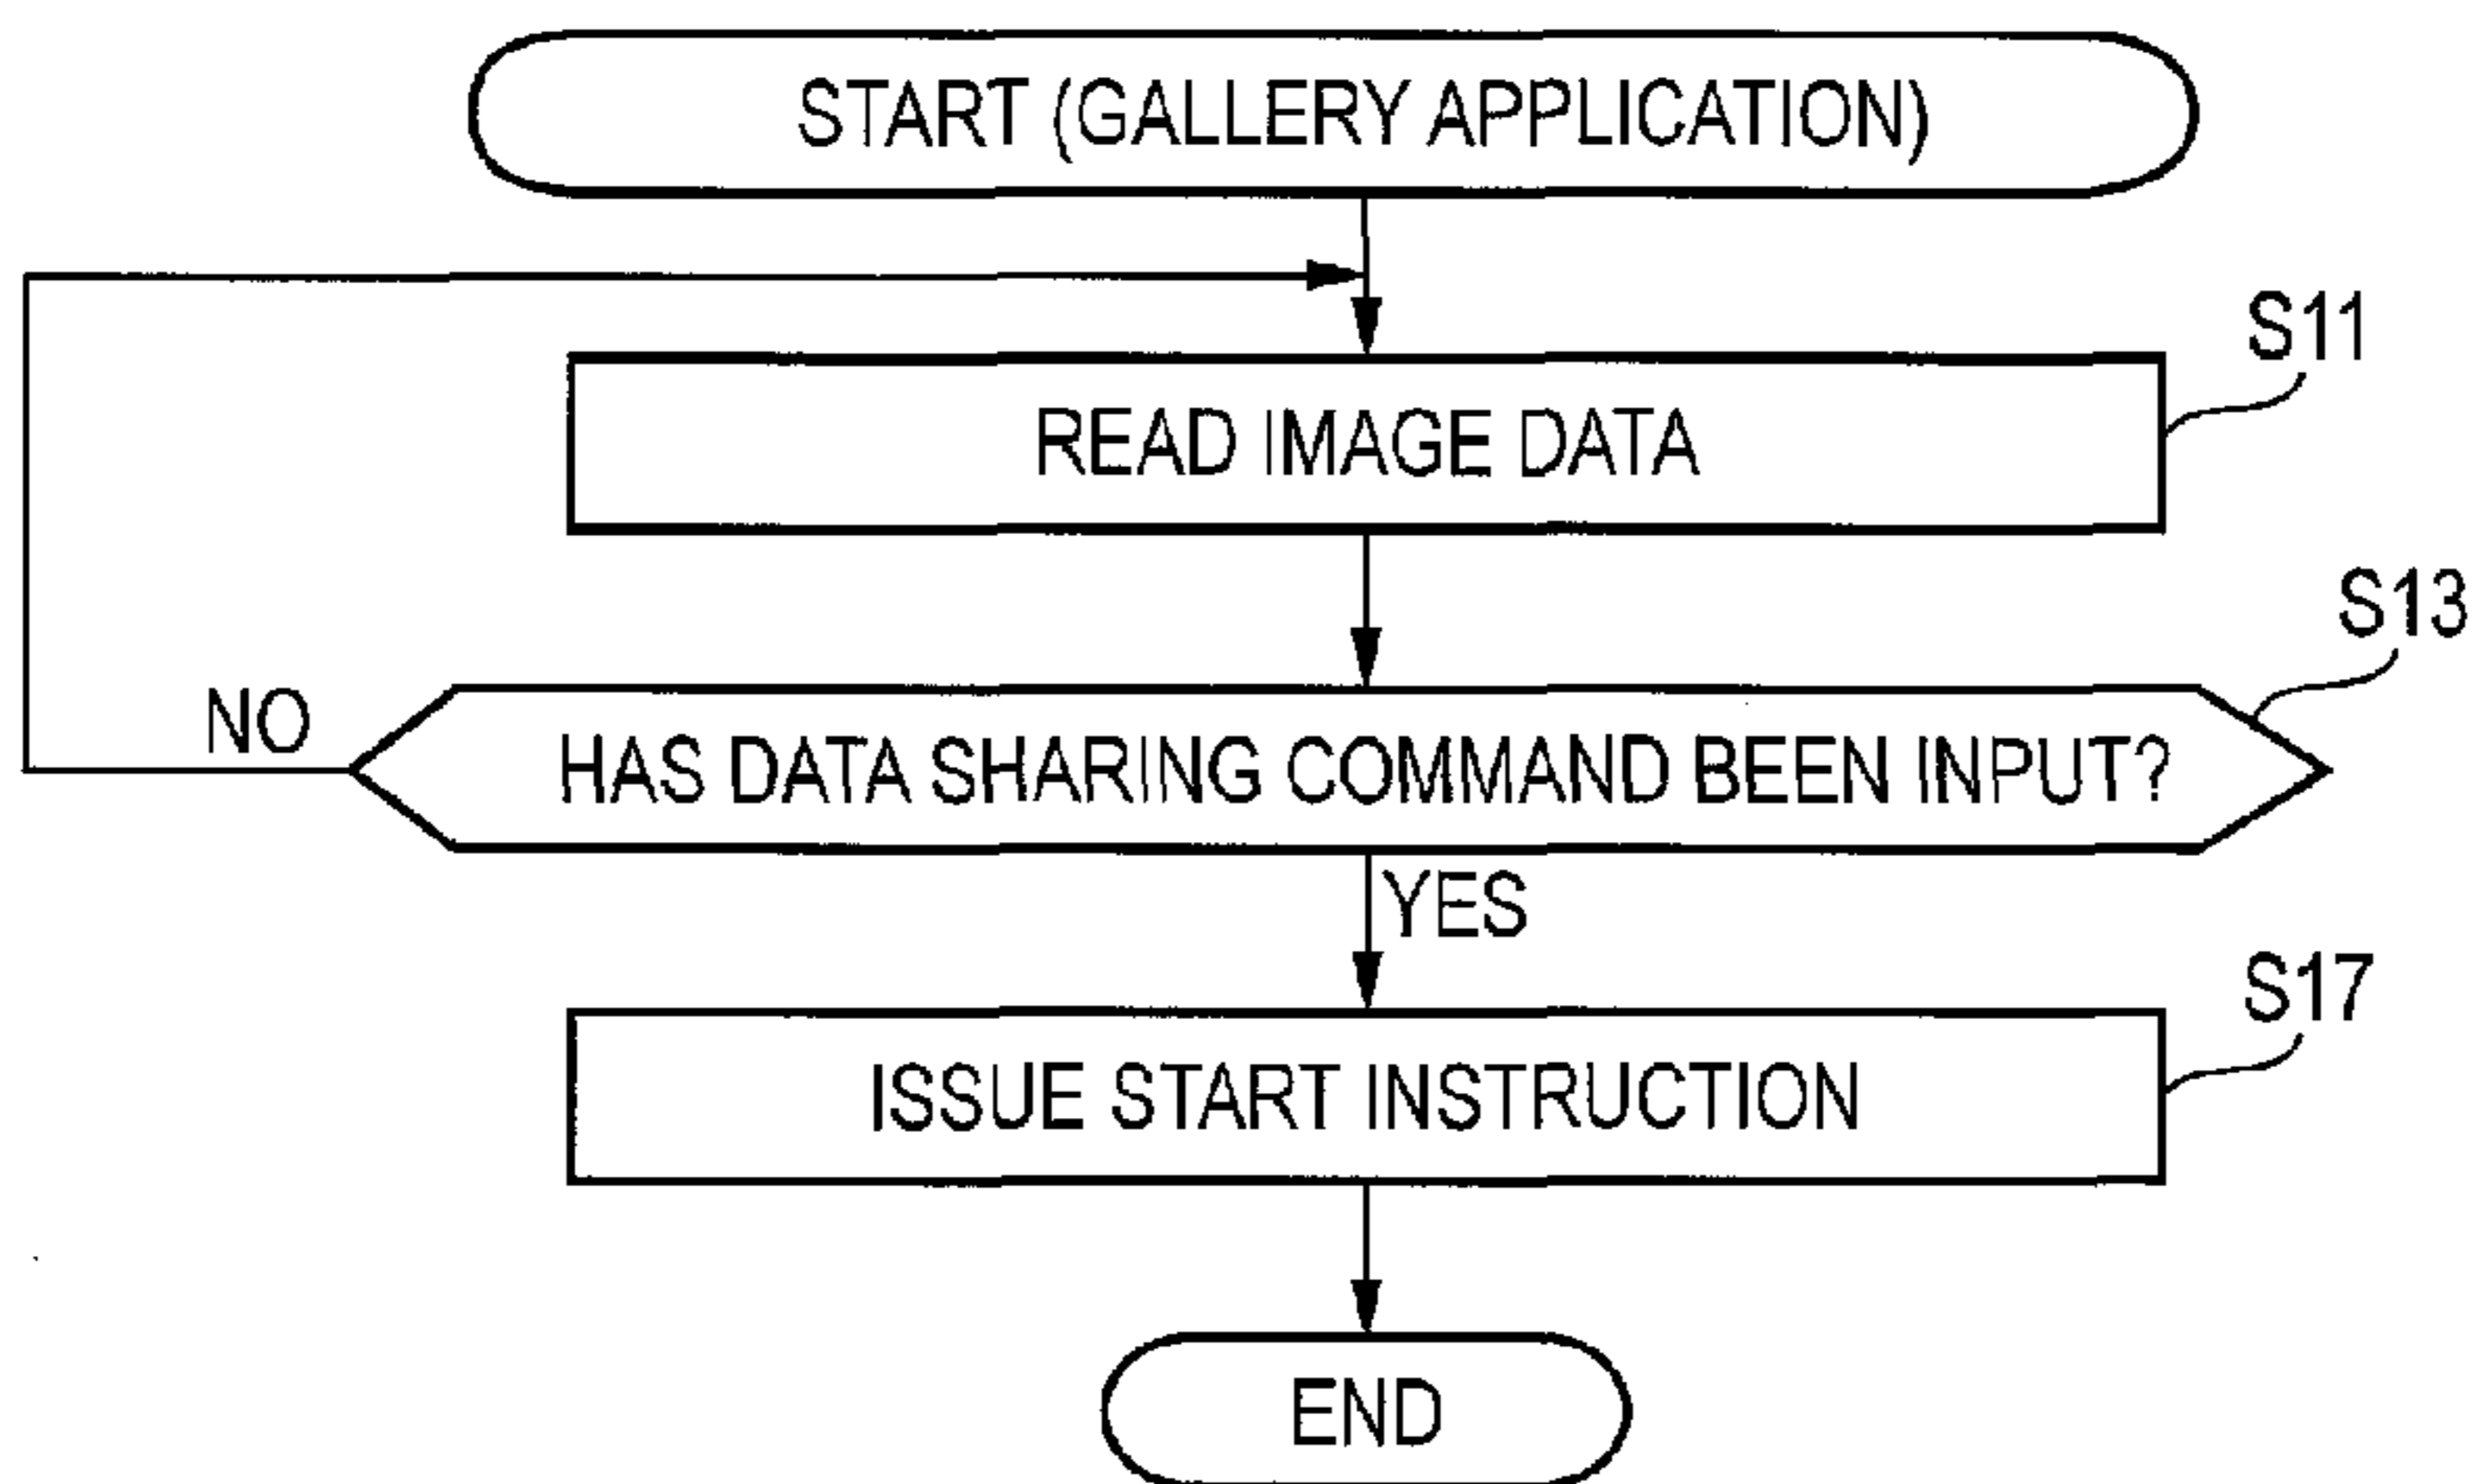 START (GALLERY APPLICATION)
S11
READ IMAGE DATA
S13
NO
HAS DATA SHARING COMMAND BEEN INPUT?
YES
S17
ISSUE START INSTRUCTION
END